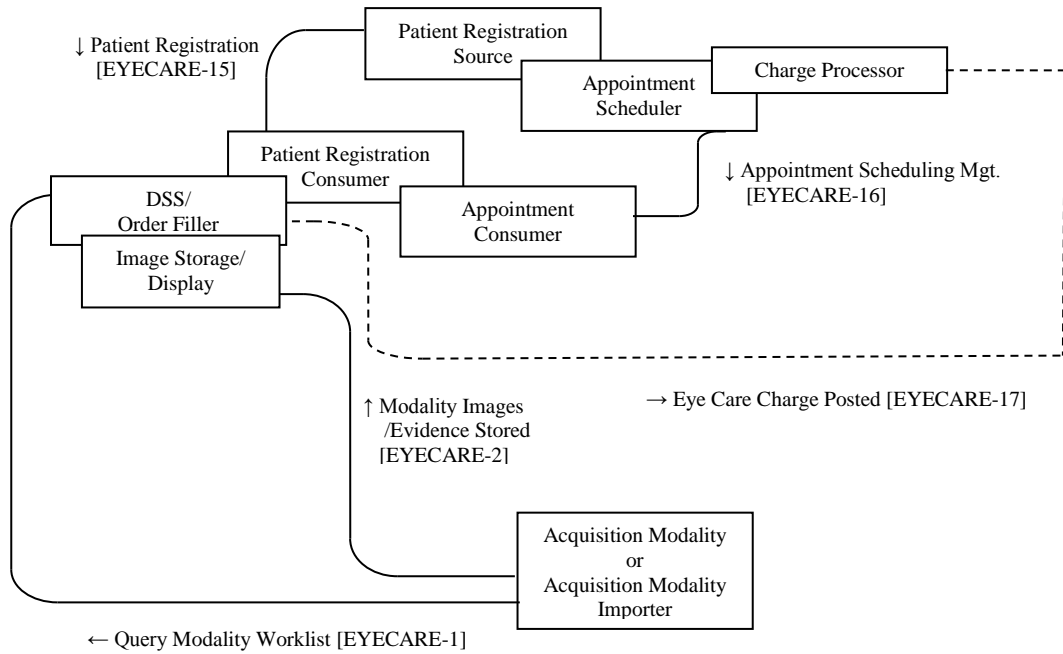 ↓ Patient Registration
[EYECARE-15]
Patient Registration
Source
Charge Processor
Appointment
Scheduler
Patient Registration
Consumer
↓ Appointment Scheduling Mgt.
[EYECARE-16]
DSS/
Order Filler
Appointment
Consumer
Image Storage/
Display
→ Eye Care Charge Posted [EYECARE-17]
↑ Modality Images
/Evidence Stored
[EYECARE-2]
Acquisition Modality
or
Acquisition Modality
Importer
← Query Modality Worklist [EYECARE-1]